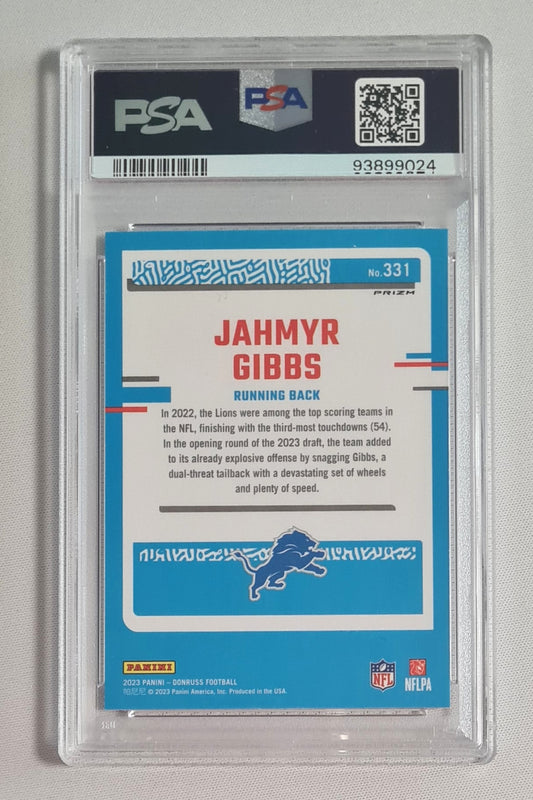 PSA
PSA
93899024
No. 331
PRIZM
JAHMYR
GIBBS
RUNNING BACK
In 2022, the Lions were among the top scoring teams in
the NFL, finishing with the third-most touchdowns (54).
In the opening round of the 2023 draft, the team added
to its already explosive offense by snagging Gibbs, a
dual-threat tailback with a devastating set of wheels
and plenty of speed.
PANINI
NFL
NFLPA
2023 PANINI – DONRUSS FOOTBALL
帕尼尼 © 2023 Panini America, Inc. Produced in the USA.